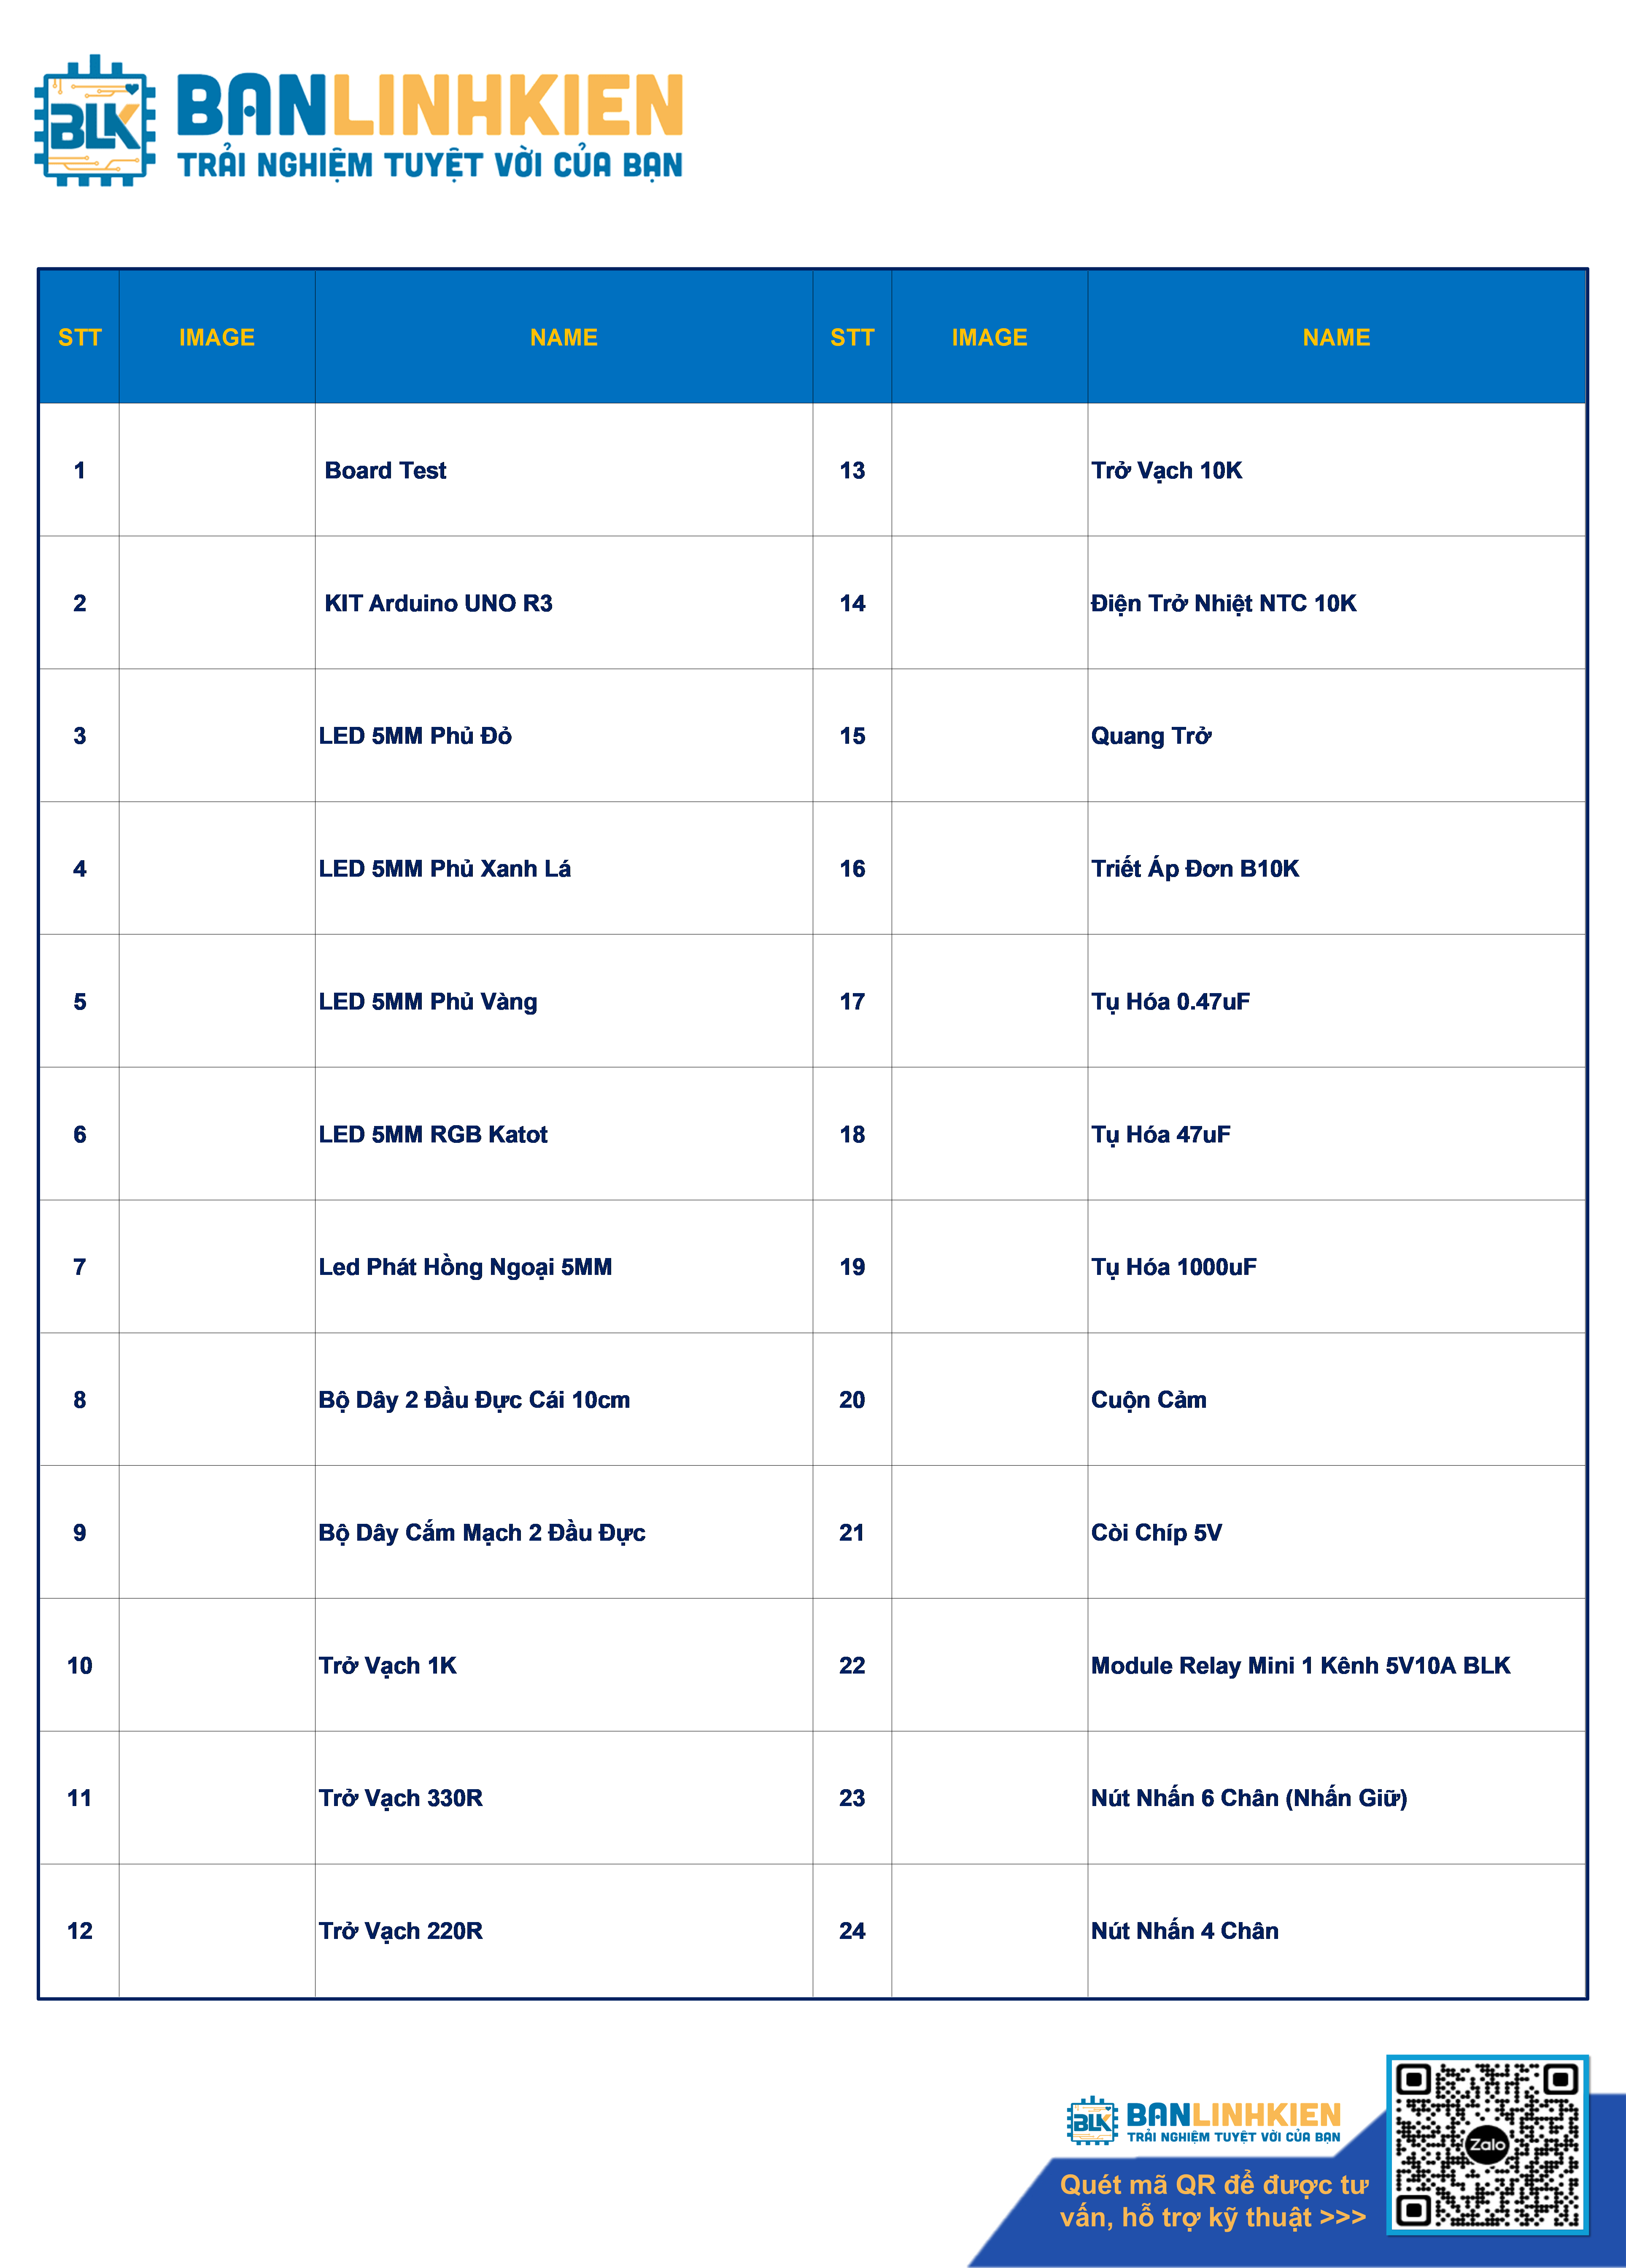 BLK
BANLINHKIEN
TRẢI NGHIỆM TUYỆT VỜI CỦA BẠN
STT IMAGE NAME STT IMAGE NAME
1 Board Test 13 Trở Vạch 10K
2 KIT Arduino UNO R3 14 Điện Trở Nhiệt NTC 10K
3 LED 5MM Phủ Đỏ 15 Quang Trở
4 LED 5MM Phủ Xanh Lá 16 Triết Áp Đơn B10K
5 LED 5MM Phủ Vàng 17 Tụ Hóa 0.47uF
6 LED 5MM RGB Katot 18 Tụ Hóa 47uF
7 Led Phát Hồng Ngoại 5MM 19 Tụ Hóa 1000uF
8 Bộ Dây 2 Đầu Đực Cái 10cm 20 Cuộn Cảm
9 Bộ Dây Cắm Mạch 2 Đầu Đực 21 Còi Chíp 5V
10 Trở Vạch 1K 22 Module Relay Mini 1 Kênh 5V10A BLK
11 Trở Vạch 330R 23 Nút Nhấn 6 Chân (Nhấn Giữ)
12 Trở Vạch 220R 24 Nút Nhấn 4 Chân
BLK
BANLINHKIEN
TRẢI NGHIỆM TUYỆT VỜI CỦA BẠN
Quét mã QR để được tư
vấn, hỗ trợ kỹ thuật >>>
Zalo